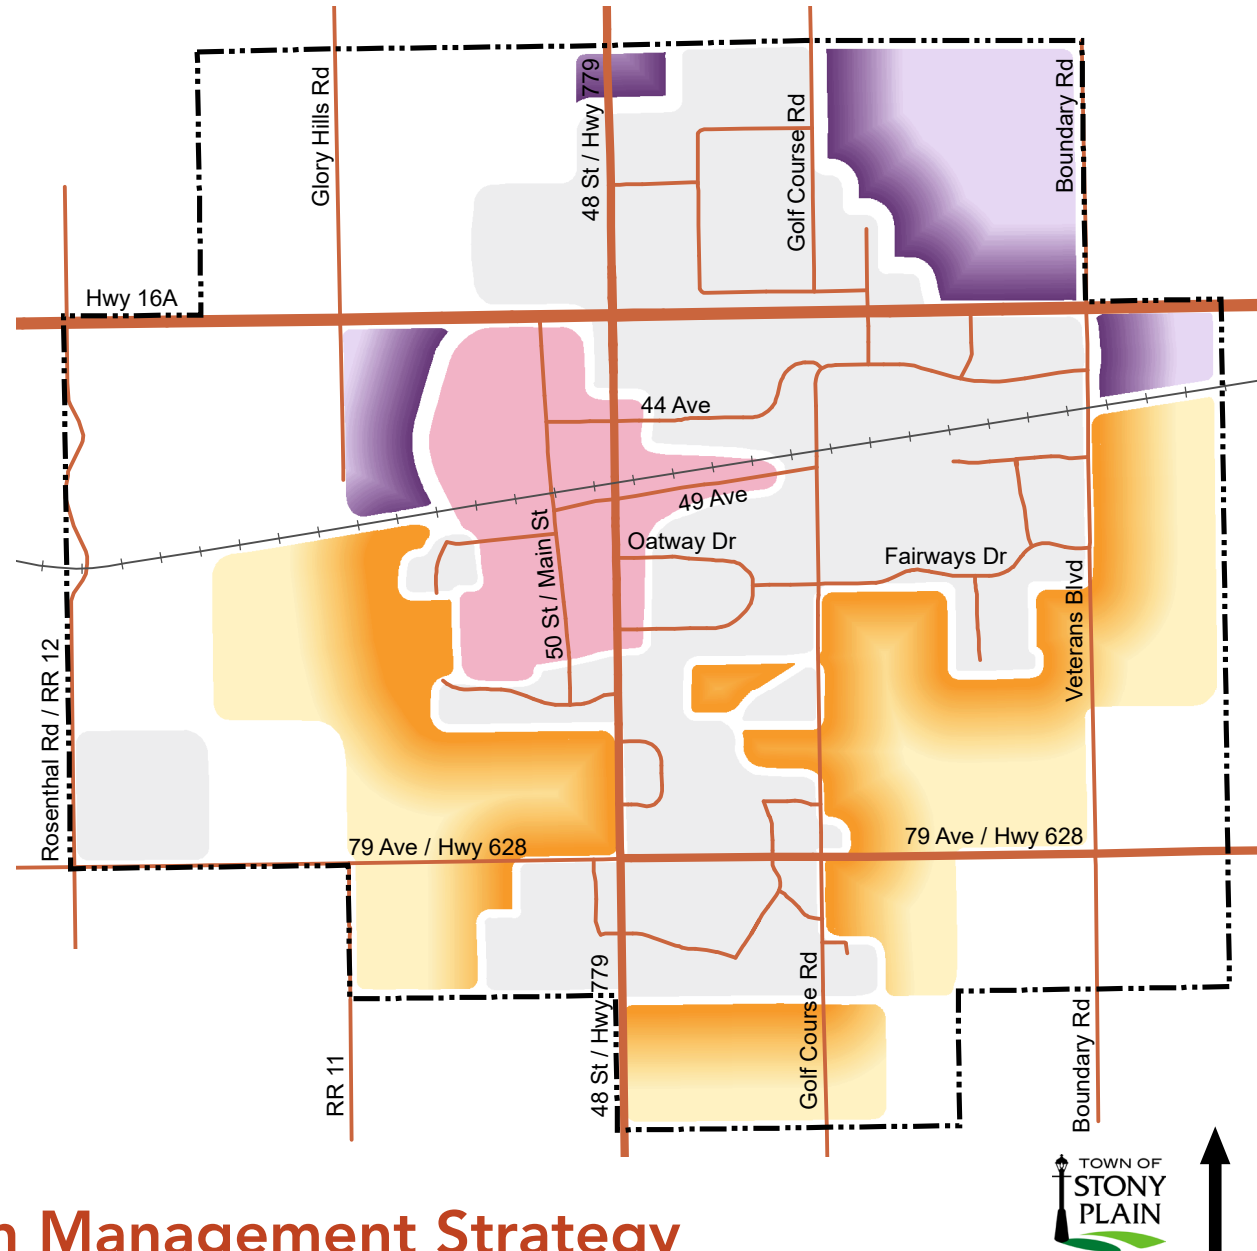 Glory Hills Rd
48 St / Hwy 779
Golf Course Rd
Boundary Rd
Hwy 16A
44 Ave
49 Ave
50 St / Main St
Oatway Dr
Fairways Dr
Veterans Blvd
Rosenthal Rd / RR 12
79 Ave / Hwy 628
79 Ave / Hwy 628
RR 11
48 St / Hwy 779
Golf Course Rd
Boundary Rd
TOWN OF
STONY
PLAIN
Management Strategy